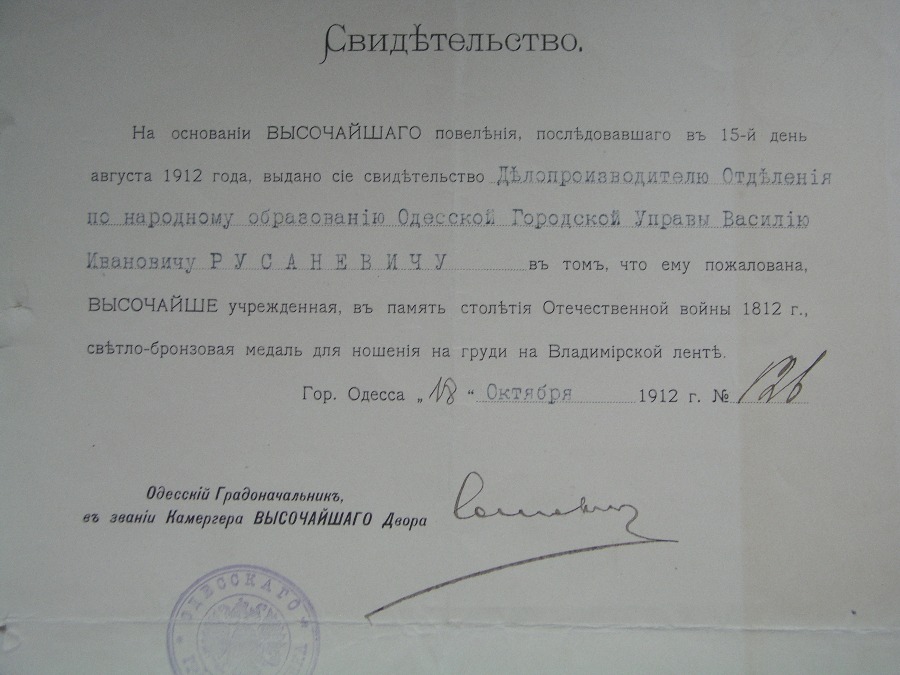 Свидѣтельство.
На основаніи ВЫСОЧАЙШАГО повелѣнія, послѣдовавшаго въ 15-й день
августа 1912 года, выдано сіе свидѣтельство Дѣлопроизводителю Отдѣленія
по народному образованію Одесской Городской Управы Василію
Ивановичу РУСАНЕВИЧУ въ томъ, что ему пожалована,
ВЫСОЧАЙШЕ учрежденная, въ память столѣтія Отечественной войны 1812 г.,
свѣтло-бронзовая медаль для ношенія на груди на Владимірской лентѣ.
Гор. Одесса „18“ Октября 1912 г. № 126
Одесскій Градоначальникъ,
въ званіи Камергера ВЫСОЧАЙШАГО Двора
ОДЕССКАГО